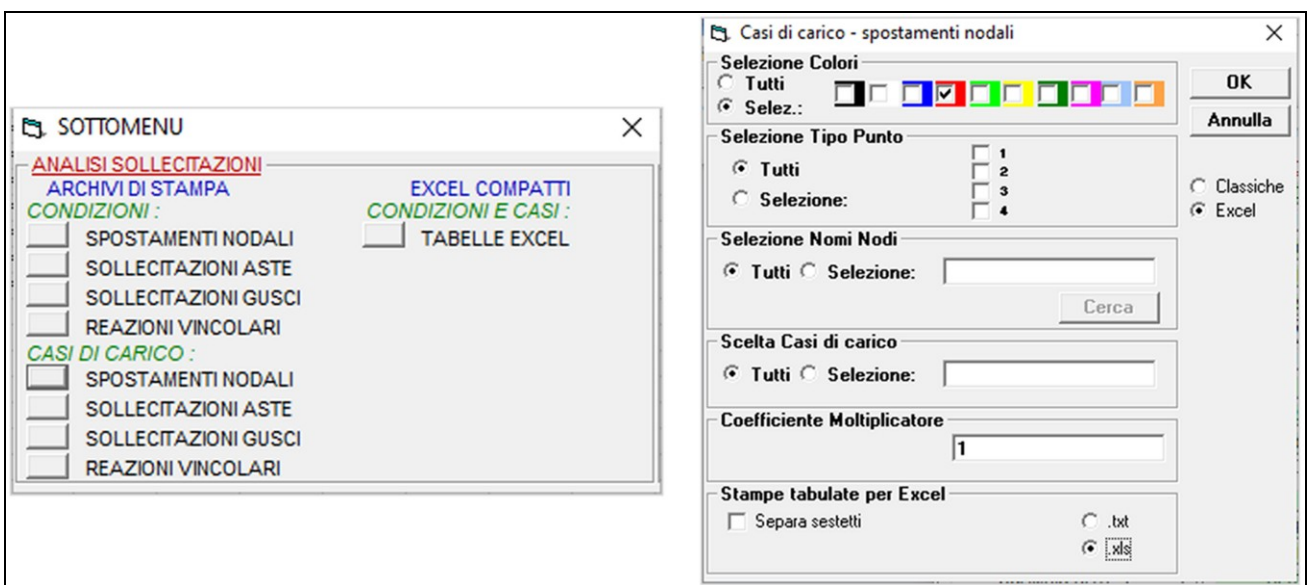 SOTTOMENU
ANALISI SOLLECITAZIONI
ARCHIVI DI STAMPA
EXCEL COMPATTI
CONDIZIONI :
CONDIZIONI E CASI :
SPOSTAMENTI NODALI
TABELLE EXCEL
SOLLECITAZIONI ASTE
SOLLECITAZIONI GUSCI
REAZIONI VINCOLARI
CASI DI CARICO :
SPOSTAMENTI NODALI
SOLLECITAZIONI ASTE
SOLLECITAZIONI GUSCI
REAZIONI VINCOLARI
Casi di carico - spostamenti nodali
Selezione Colori
Tutti
Selez.:
OK
Annulla
Selezione Tipo Punto
Tutti
Selezione:
1
2
3
4
Classiche
Excel
Selezione Nomi Nodi
Tutti Selezione:
Cerca
Scelta Casi di carico
Tutti Selezione:
Coefficiente Moltiplicatore
1
Stampe tabulate per Excel
Separa sestetti
.txt
.xls